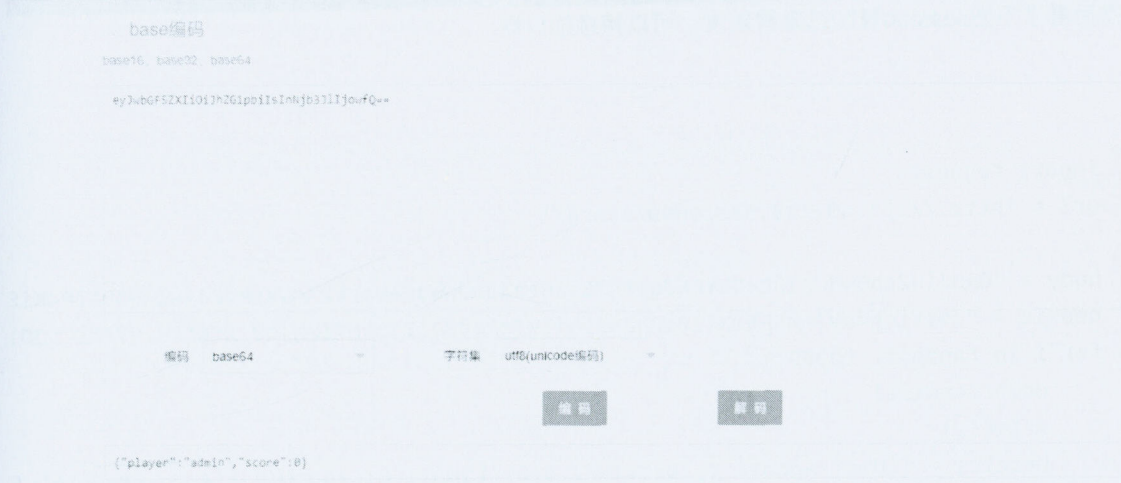 base编码
base16、base32、base64
eyJwbGF5ZXIiOiJhZG1pbiIsInNjb3JlIjowfQ==
编码 base64 字符集 utf8(unicode编码)
编 码 解 码
{"player":"admin","score":0}